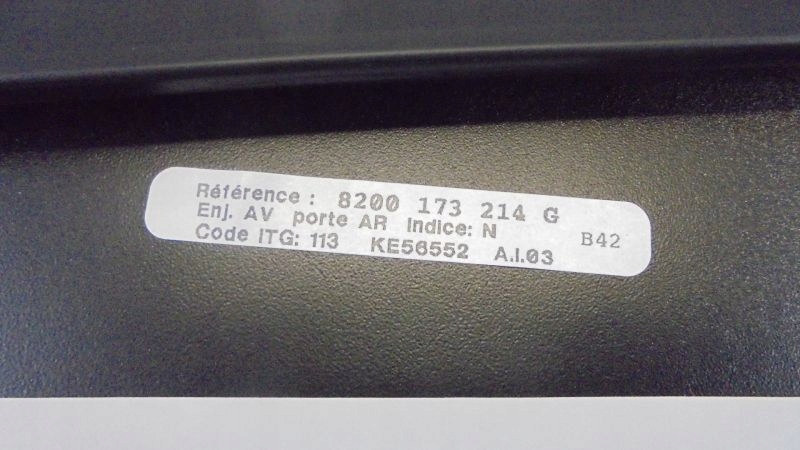 Référence : 8200 173 214 G
Enj. AV porte AR Indice: N
B42
Code ITG: 113 KE56552 A.I.03